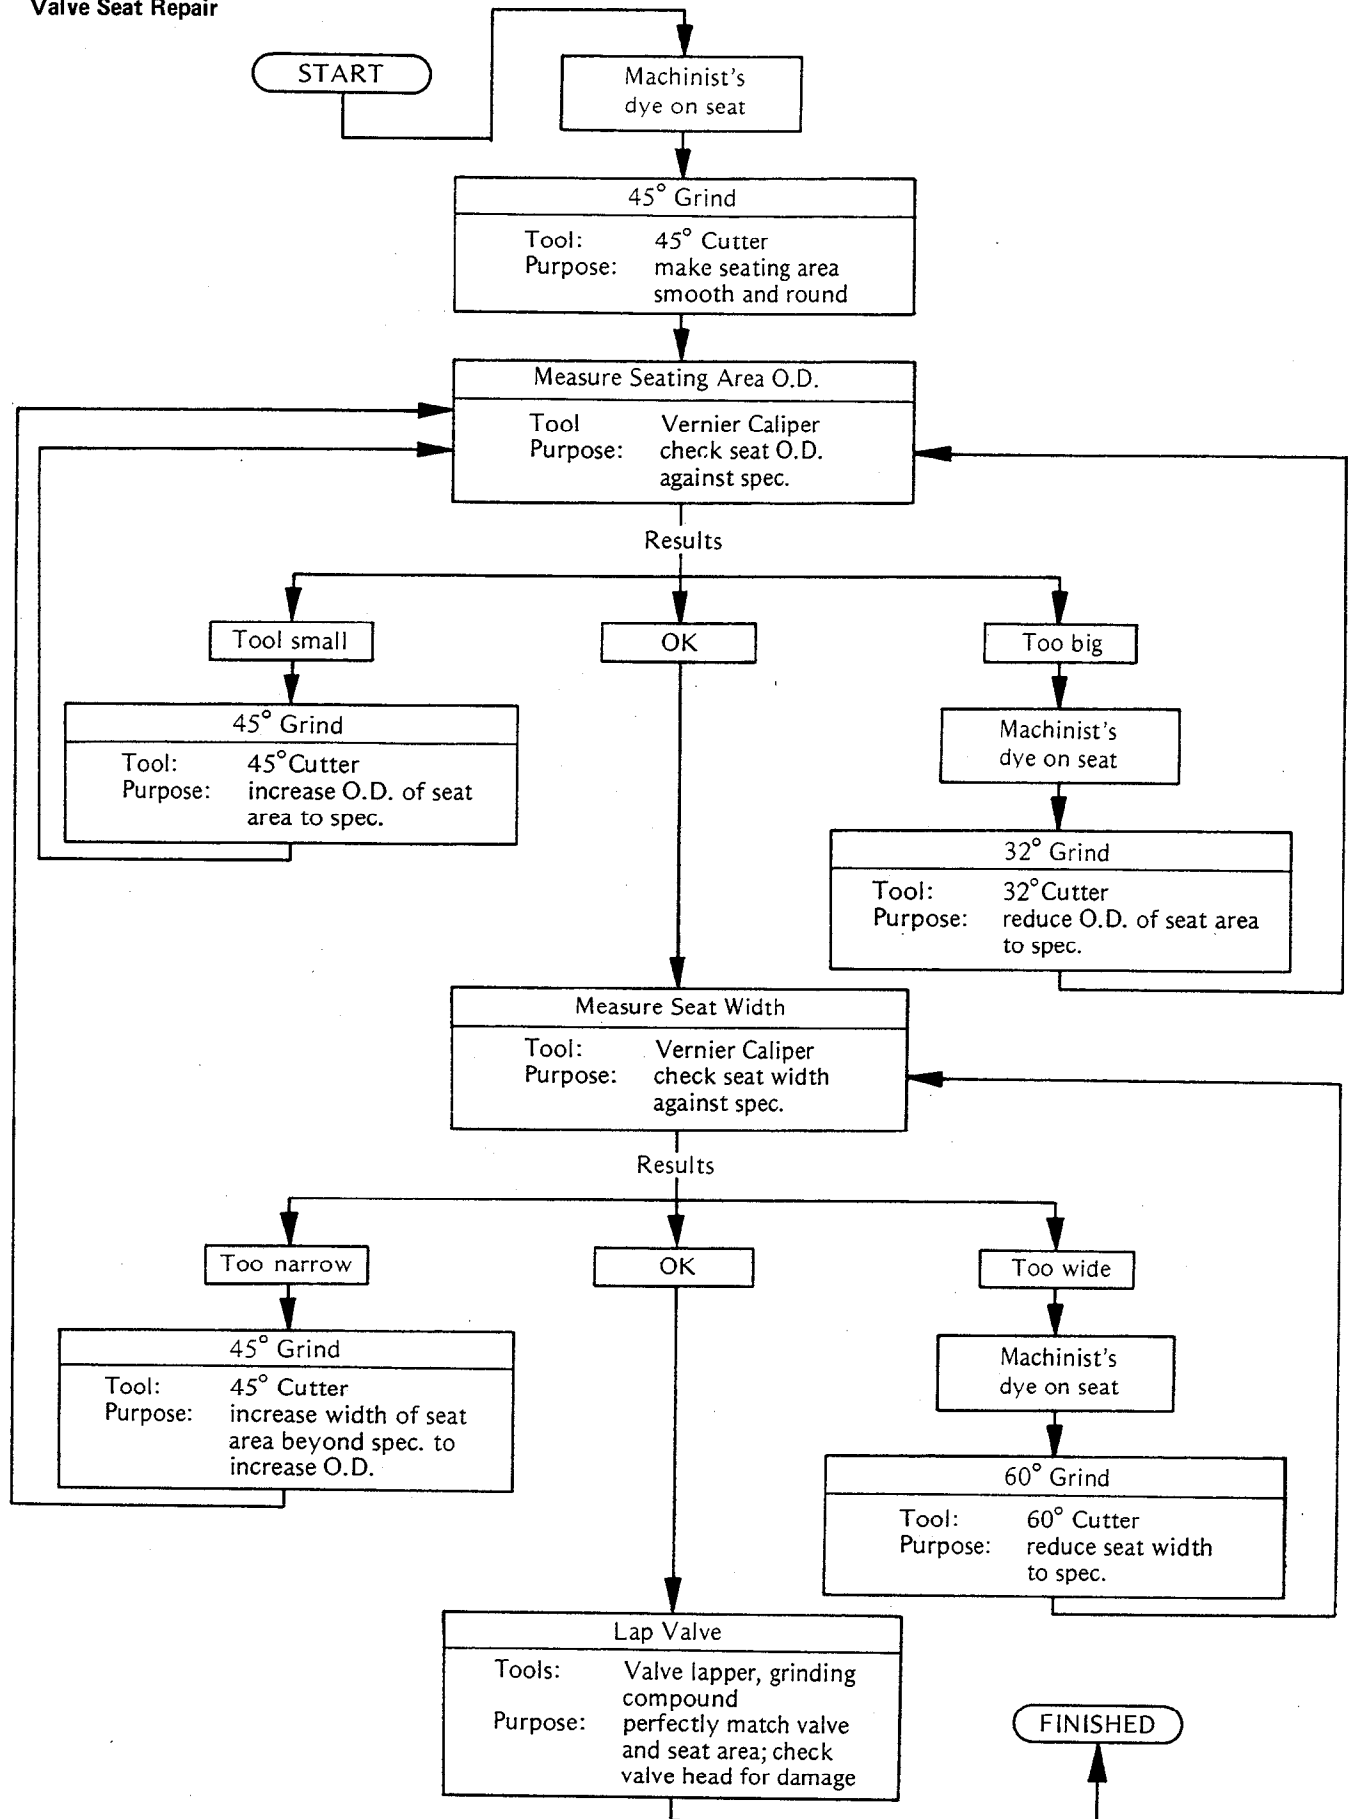 Valve Seat Repair
START
Machinist's
dye on seat
45° Grind
Tool: 45° Cutter
Purpose: make seating area
smooth and round
Measure Seating Area O.D.
Tool Vernier Caliper
Purpose: check seat O.D.
against spec.
Results
Tool small
OK
Too big
45° Grind
Tool: 45° Cutter
Purpose: increase O.D. of seat
area to spec.
Machinist's
dye on seat
32° Grind
Tool: 32° Cutter
Purpose: reduce O.D. of seat area
to spec.
Measure Seat Width
Tool: Vernier Caliper
Purpose: check seat width
against spec.
Results
Too narrow
OK
Too wide
45° Grind
Tool: 45° Cutter
Purpose: increase width of seat
area beyond spec. to
increase O.D.
Machinist's
dye on seat
60° Grind
Tool: 60° Cutter
Purpose: reduce seat width
to spec.
Lap Valve
Tools: Valve lapper, grinding
compound
Purpose: perfectly match valve
and seat area; check
valve head for damage
FINISHED